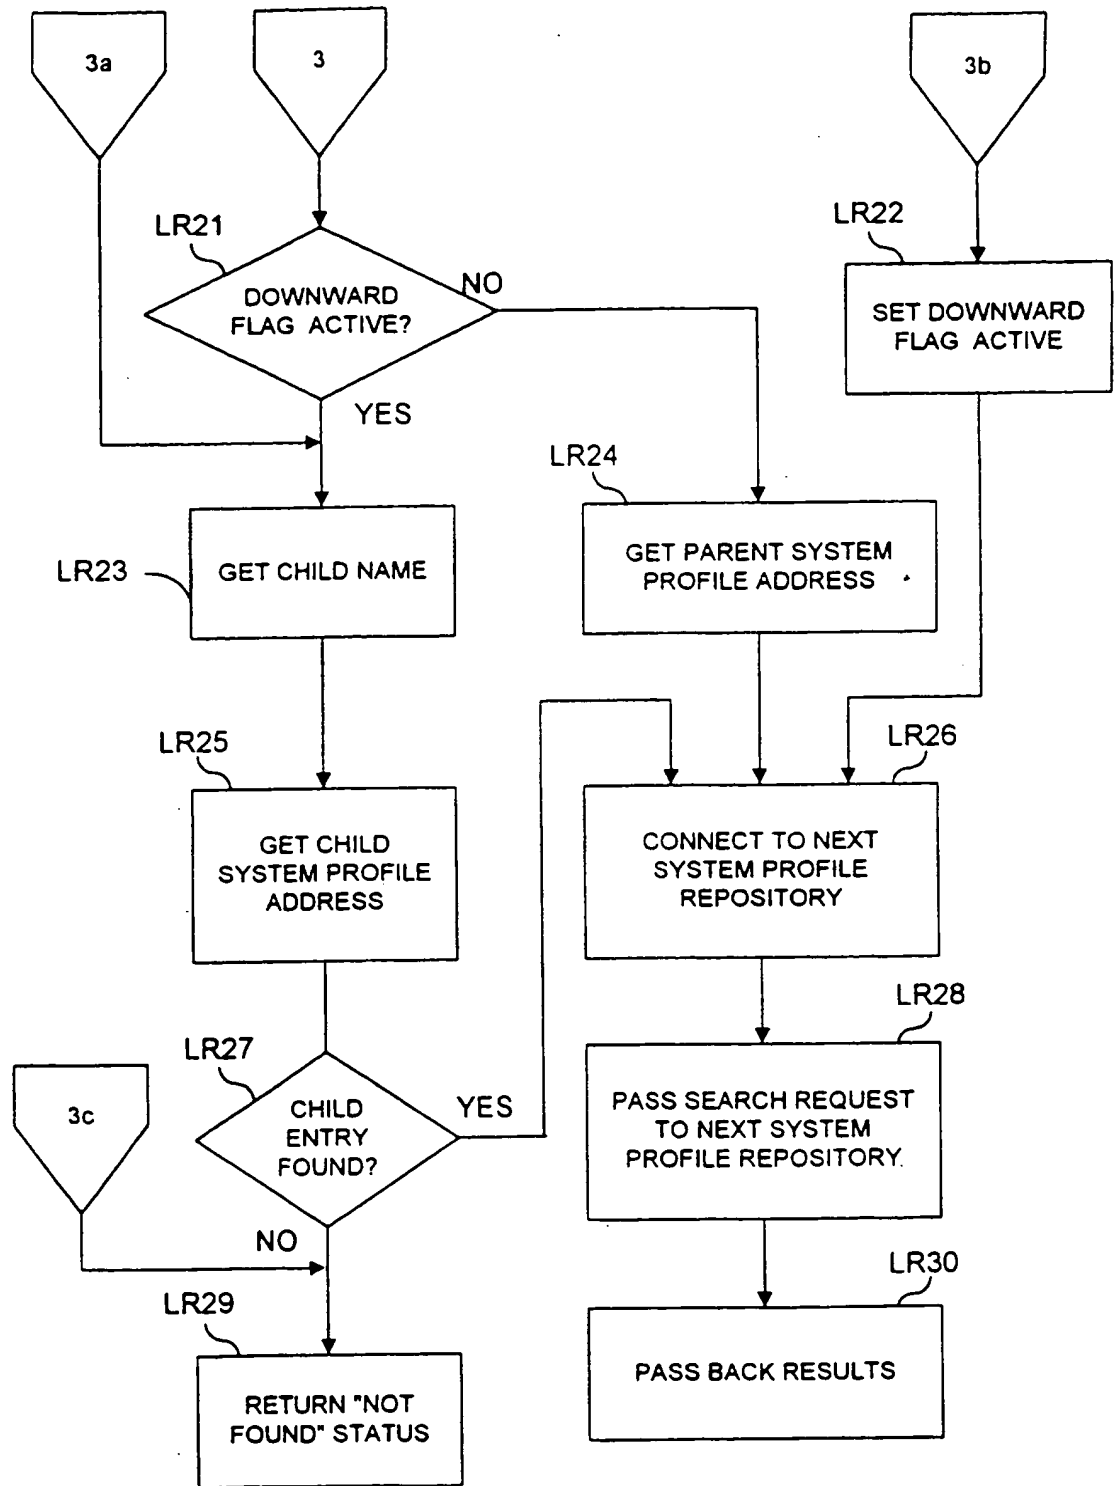 3a
3
3b
LR21
DOWNWARD
FLAG ACTIVE?
NO
YES
LR22
SET DOWNWARD
FLAG ACTIVE
LR23
GET CHILD NAME
LR24
GET PARENT SYSTEM
PROFILE ADDRESS
LR25
GET CHILD
SYSTEM PROFILE
ADDRESS
LR26
CONNECT TO NEXT
SYSTEM PROFILE
REPOSITORY
LR27
CHILD
ENTRY
FOUND?
YES
NO
3c
LR28
PASS SEARCH REQUEST
TO NEXT SYSTEM
PROFILE REPOSITORY.
LR29
RETURN "NOT
FOUND" STATUS
LR30
PASS BACK RESULTS